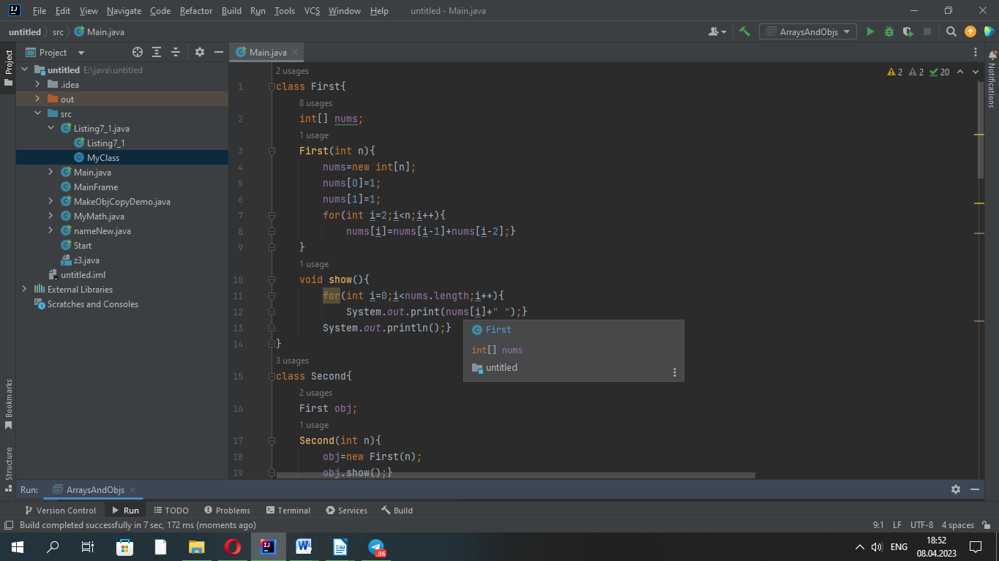 File Edit View Navigate Code Refactor Build Run Tools VCS Window Help untitled - Main.java
untitled src Main.java ArraysAndObjs
Project Main.java
untitled E:\java\untitled
.idea
out
src
Listing7_1.java
Listing7_1
MyClass
Main.java
MainFrame
MakeObjCopyDemo.java
MyMath.java
nameNew.java
Start
z3.java
untitled.iml
External Libraries
Scratches and Consoles
Project
Bookmarks
Structure
Notifications
2 2 20
2 usages
1 class First{
8 usages
2 int[] nums;
1 usage
3 First(int n){
4 nums=new int[n];
5 nums[0]=1;
6 nums[1]=1;
7 for(int i=2;i<n;i++){
8 nums[i]=nums[i-1]+nums[i-2];}
9 }
1 usage
10 void show(){
11 for(int i=0;i<nums.length;i++){
12 System.out.print(nums[i]+" ");}
13 System.out.println();}
14 }
3 usages
15 class Second{
2 usages
16 First obj;
1 usage
17 Second(int n){
18 obj=new First(n);
19 obj.show();}
First
int[] nums
untitled
Run: ArraysAndObjs
Version Control Run TODO Problems Terminal Services Build
Build completed successfully in 7 sec, 172 ms (moments ago) 9:1 LF UTF-8 4 spaces
96 ENG 18:52
08.04.2023